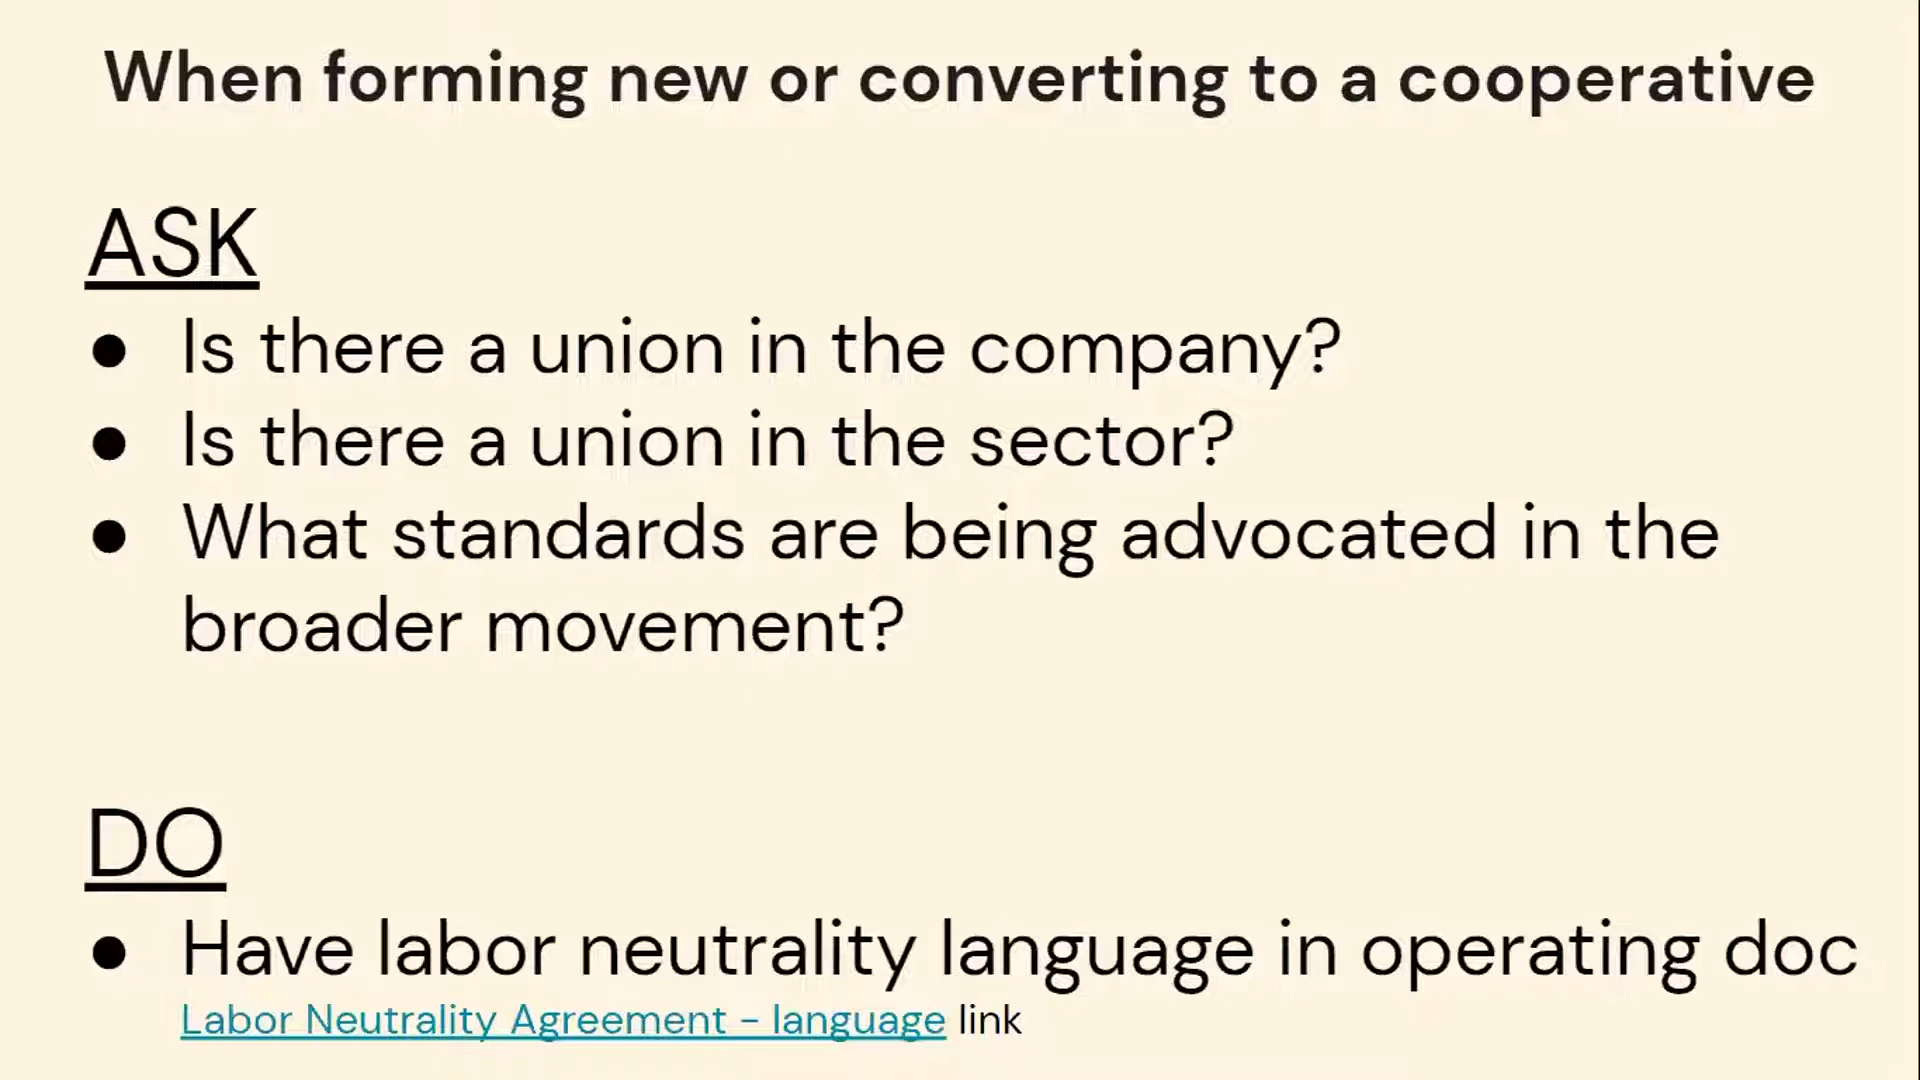 When forming new or converting to a cooperative
ASK
● Is there a union in the company?
● Is there a union in the sector?
● What standards are being advocated in the
broader movement?
DO
● Have labor neutrality language in operating doc
Labor Neutrality Agreement - language link